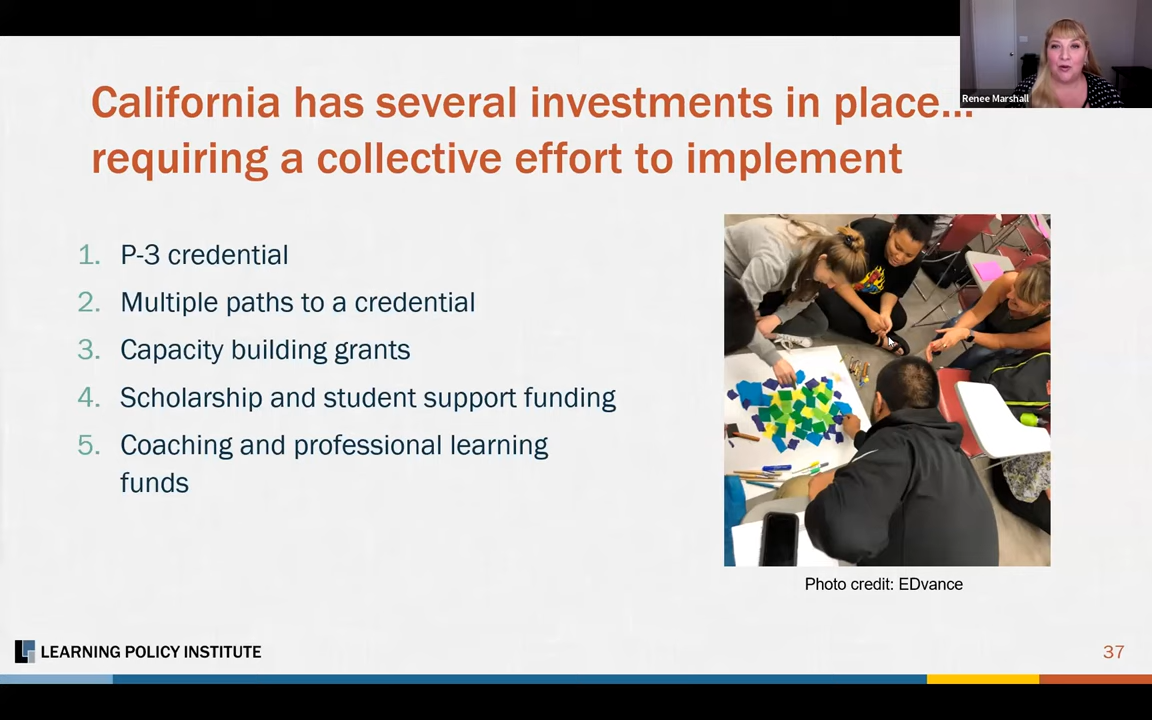 California has several investments in place...
requiring a collective effort to implement
Renee Marshall
1. P-3 credential
2. Multiple paths to a credential
3. Capacity building grants
4. Scholarship and student support funding
5. Coaching and professional learning
funds
Photo credit: EDvance
LEARNING POLICY INSTITUTE
37